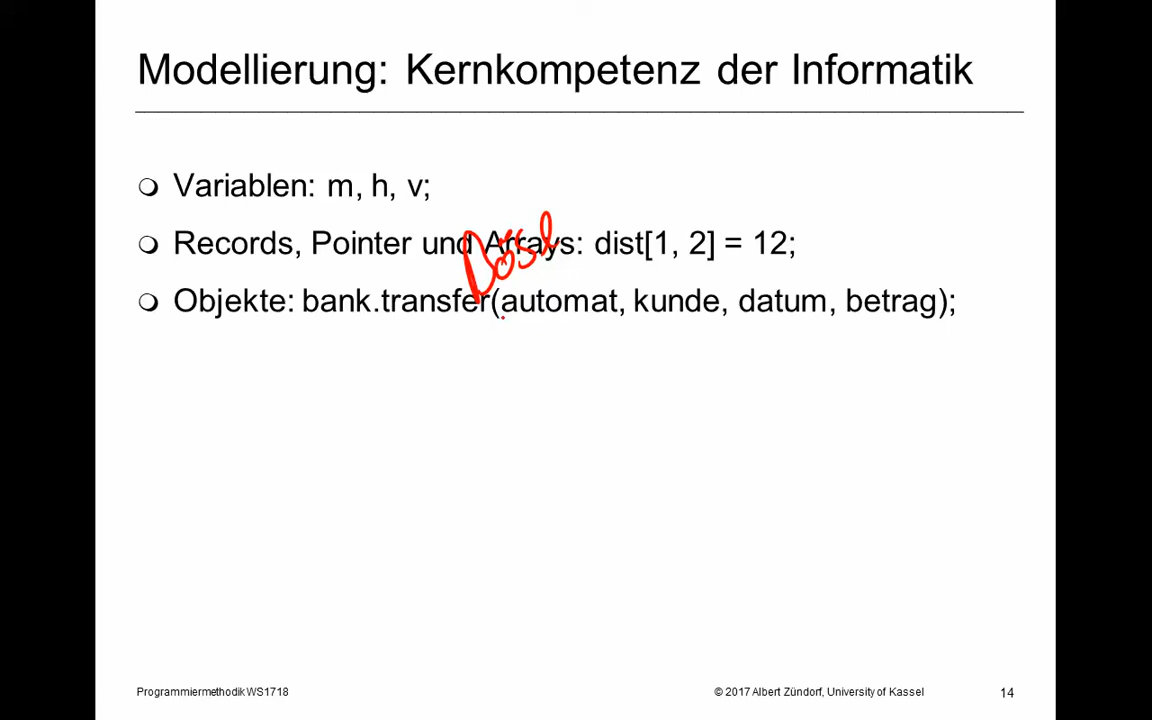 Modellierung: Kernkompetenz der Informatik
Variablen: m, h, v;
Records, Pointer und Arrays: dist[1, 2] = 12;
Böse
Objekte: bank.transfer(automat, kunde, datum, betrag);
Programmiermethodik WS1718
© 2017 Albert Zündorf, University of Kassel
14